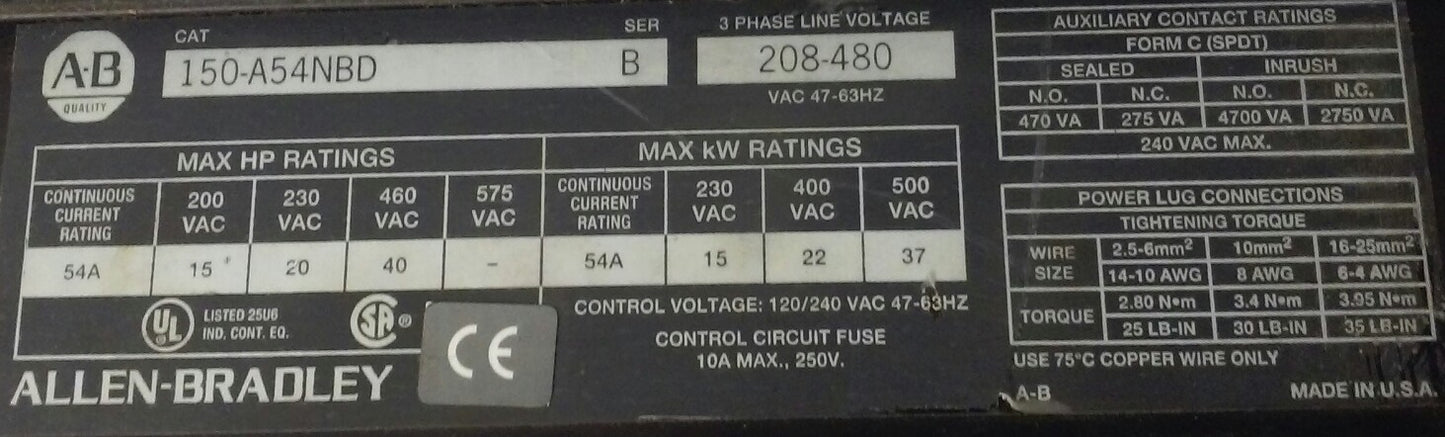 A·B
QUALITY
CAT
SER
150-A54NBD
B
3 PHASE LINE VOLTAGE
208-480
VAC 47-63HZ
MAX HP RATINGS
MAX kW RATINGS
CONTINUOUS CURRENT RATING 200 VAC 230 VAC 460 VAC 575 VAC CONTINUOUS CURRENT RATING 230 VAC 400 VAC 500 VAC
54A 15 20 40 - 54A 15 22 37
UL
LISTED 25U6
IND. CONT. EQ.
SA
®
CE
CONTROL VOLTAGE: 120/240 VAC 47-63HZ
CONTROL CIRCUIT FUSE
10A MAX., 250V.
ALLEN-BRADLEY
AUXILIARY CONTACT RATINGS
FORM C (SPDT)
SEALED INRUSH
N.O. N.C. N.O. N.C.
470 VA 275 VA 4700 VA 2750 VA
240 VAC MAX.
POWER LUG CONNECTIONS
TIGHTENING TORQUE
WIRE SIZE 2.5-6mm² 10mm² 16-25mm²
14-10 AWG 8 AWG 6-4 AWG
TORQUE 2.80 N•m 3.4 N•m 3.95 N•m
25 LB-IN 30 LB-IN 35 LB-IN
USE 75°C COPPER WIRE ONLY
A-B
MADE IN U.S.A.